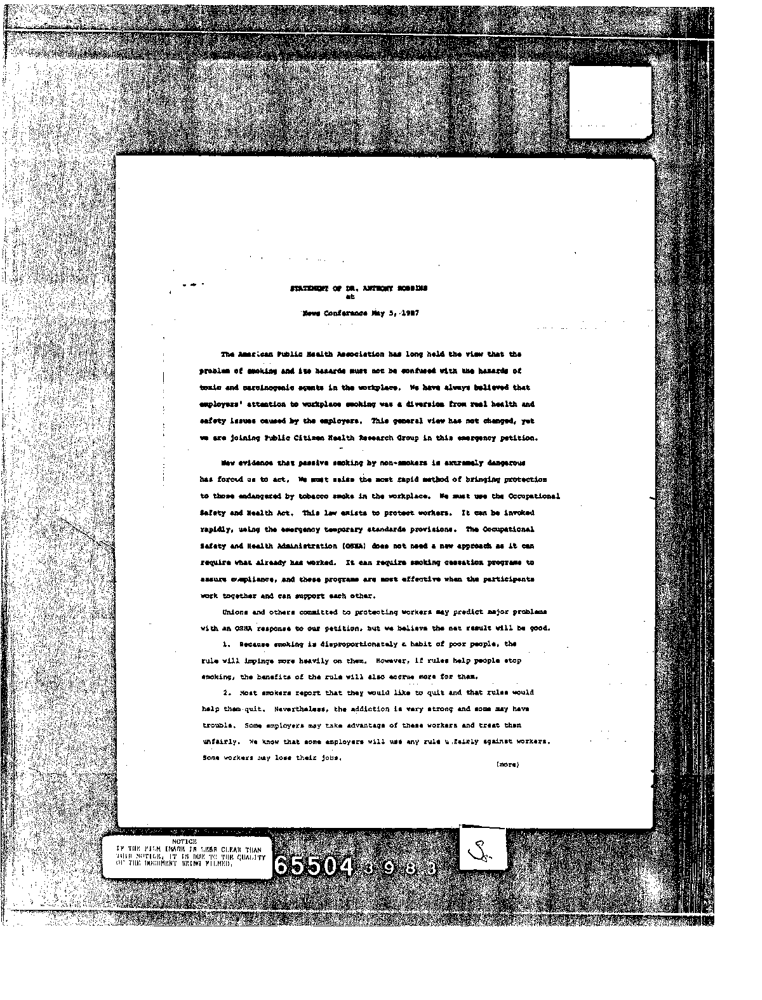 STATEMENT OF DR. ANTHONY ROBBINS
at
News Conference May 5, 1987
The American Public Health Association has long held the view that the
problem of smoking and its hazards must not be confused with the hazards of
toxic and carcinogenic agents in the workplace. We have always believed that
employers' attention to workplace smoking was a diversion from real health and
safety issues caused by the employers. This general view has not changed, yet
we are joining Public Citizen Health Research Group in this emergency petition.
New evidence that passive smoking by non-smokers is extremely dangerous
has forced us to act. We must seize the most rapid method of bringing protection
to those endangered by tobacco smoke in the workplace. We must use the Occupational
Safety and Health Act. This law exists to protect workers. It can be invoked
rapidly, using the emergency temporary standards provisions. The Occupational
Safety and Health Administration (OSHA) does not need a new approach as it can
require what already has worked. It can require smoking cessation programs to
assure compliance, and these programs are most effective when the participants
work together and can support each other.
Unions and others committed to protecting workers may predict major problems
with an OSHA response to our petition, but we believe the net result will be good.
1. Because smoking is disproportionately a habit of poor people, the
rule will impinge more heavily on them. However, if rules help people stop
smoking, the benefits of the rule will also accrue more for them.
2. Most smokers report that they would like to quit and that rules would
help them quit. Nevertheless, the addiction is very strong and some may have
trouble. Some employers may take advantage of these workers and treat them
unfairly. We know that some employers will use any rule unfairly against workers.
Some workers may lose their jobs.
(more)
NOTICE
IF THE FILM IMAGE IS LESS CLEAR THAN
THIS NOTICE, IT IS DUE TO THE QUALITY
OF THE DOCUMENT BEING FILMED.
65504 3983